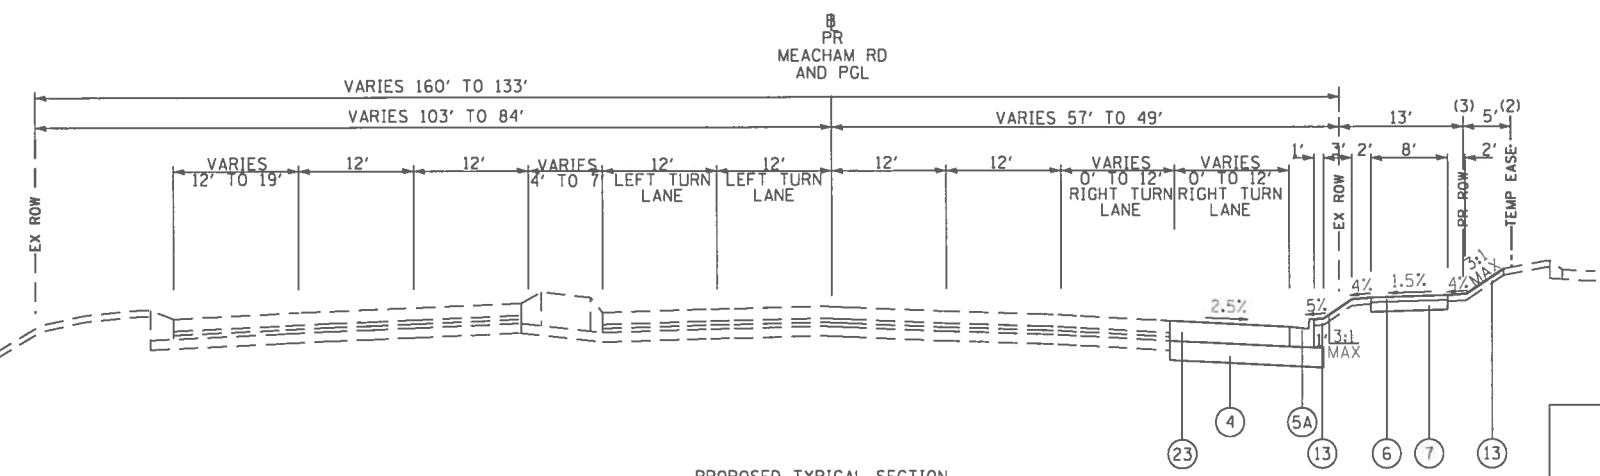 PR
MEACHAM RD
AND PGL
VARIES 160' TO 133'
VARIES 103' TO 84'
VARIES 57' TO 49'
13'
(3)
5'
(2)
VARIES
12' TO 19'
12'
12'
VARIES
4' TO 7'
12'
LEFT TURN
LANE
12'
LEFT TURN
LANE
12'
12'
VARIES
0' TO 12'
RIGHT TURN
LANE
VARIES
0' TO 12'
RIGHT TURN
LANE
1'
3'
2'
8'
2'
EX ROW
EX ROW
PR ROW
TEMP EASE
2.5%
5%
4%
1.5%
4%
3:1
MAX
1'
3:1
MAX
4
5A
23
13
6
7
13
PROPOSED TYPICAL SECTION